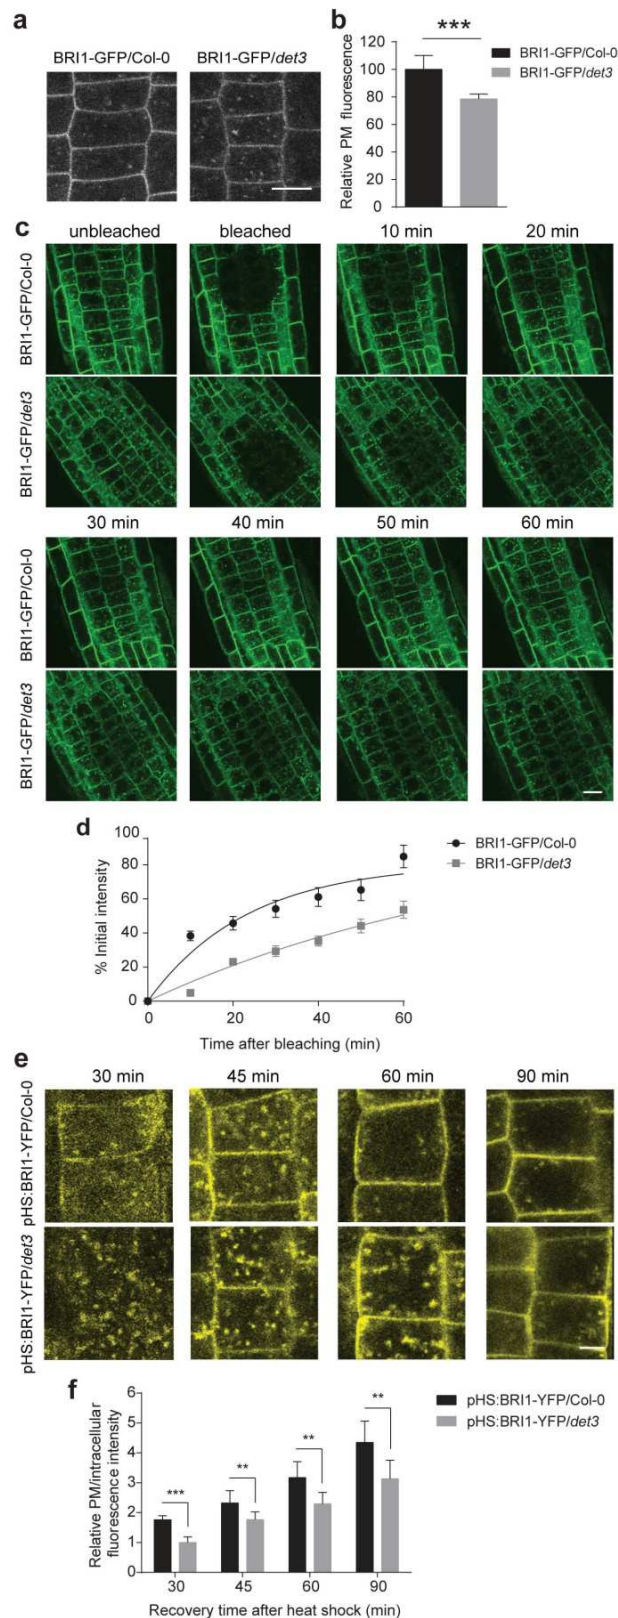 a
BRI1-GFP/Col-0 BRI1-GFP/det3
b
***
BRI1-GFP/Col-0
BRI1-GFP/det3
Relative PM fluorescence
120
100
80
60
40
20
0
c
unbleached bleached 10 min 20 min
BRI1-GFP/Col-0
BRI1-GFP/det3
30 min 40 min 50 min 60 min
BRI1-GFP/Col-0
BRI1-GFP/det3
d
100
80
60
40
20
0
% Initial intensity
BRI1-GFP/Col-0
BRI1-GFP/det3
0 20 40 60
Time after bleaching (min)
e
30 min 45 min 60 min 90 min
pHS:BRI1-YFP/Col-0
pHS:BRI1-YFP/det3
f
6
5
4
3
2
1
0
Relative PM/intracellular
fluorescence intensity
*** ** ** **
pHS:BRI1-YFP/Col-0
pHS:BRI1-YFP/det3
30 45 60 90
Recovery time after heat shock (min)